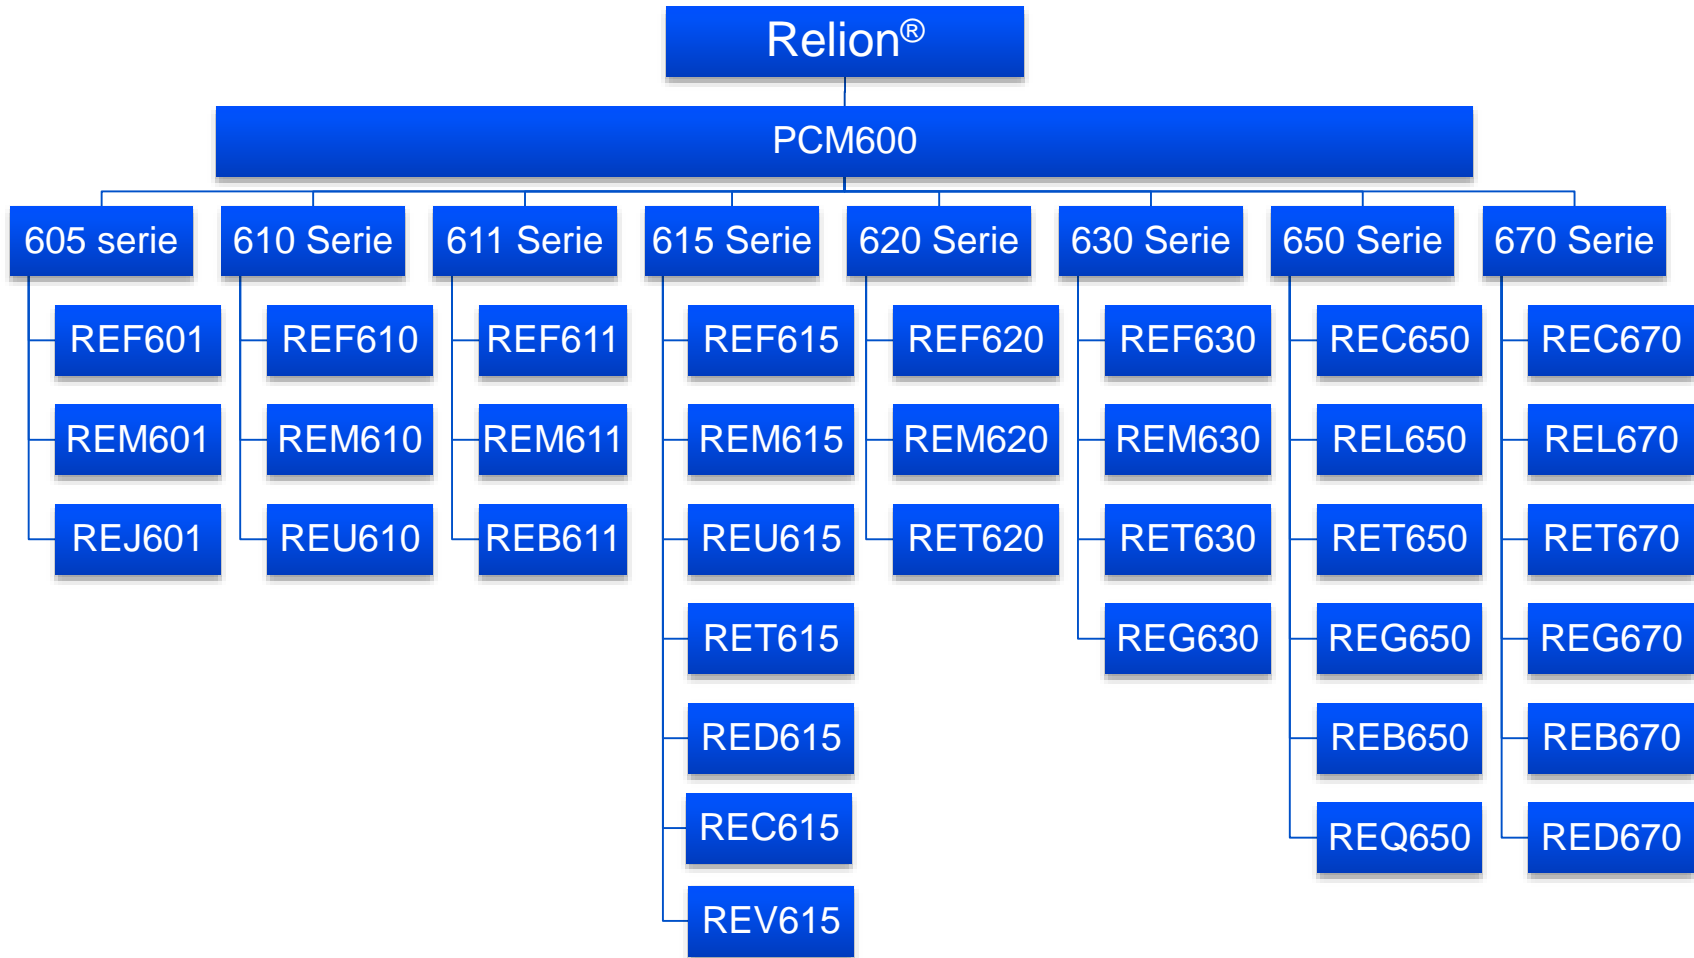 Relion®
PCM600
605 serie
610 Serie
611 Serie
615 Serie
620 Serie
630 Serie
650 Serie
670 Serie
REF601
REF610
REF611
REF615
REF620
REF630
REC650
REC670
REM601
REM610
REM611
REM615
REM620
REM630
REL650
REL670
REJ601
REU610
REB611
REU615
RET620
RET630
RET650
RET670
RET615
REG630
REG650
REG670
RED615
REB650
REB670
REC615
REQ650
RED670
REV615